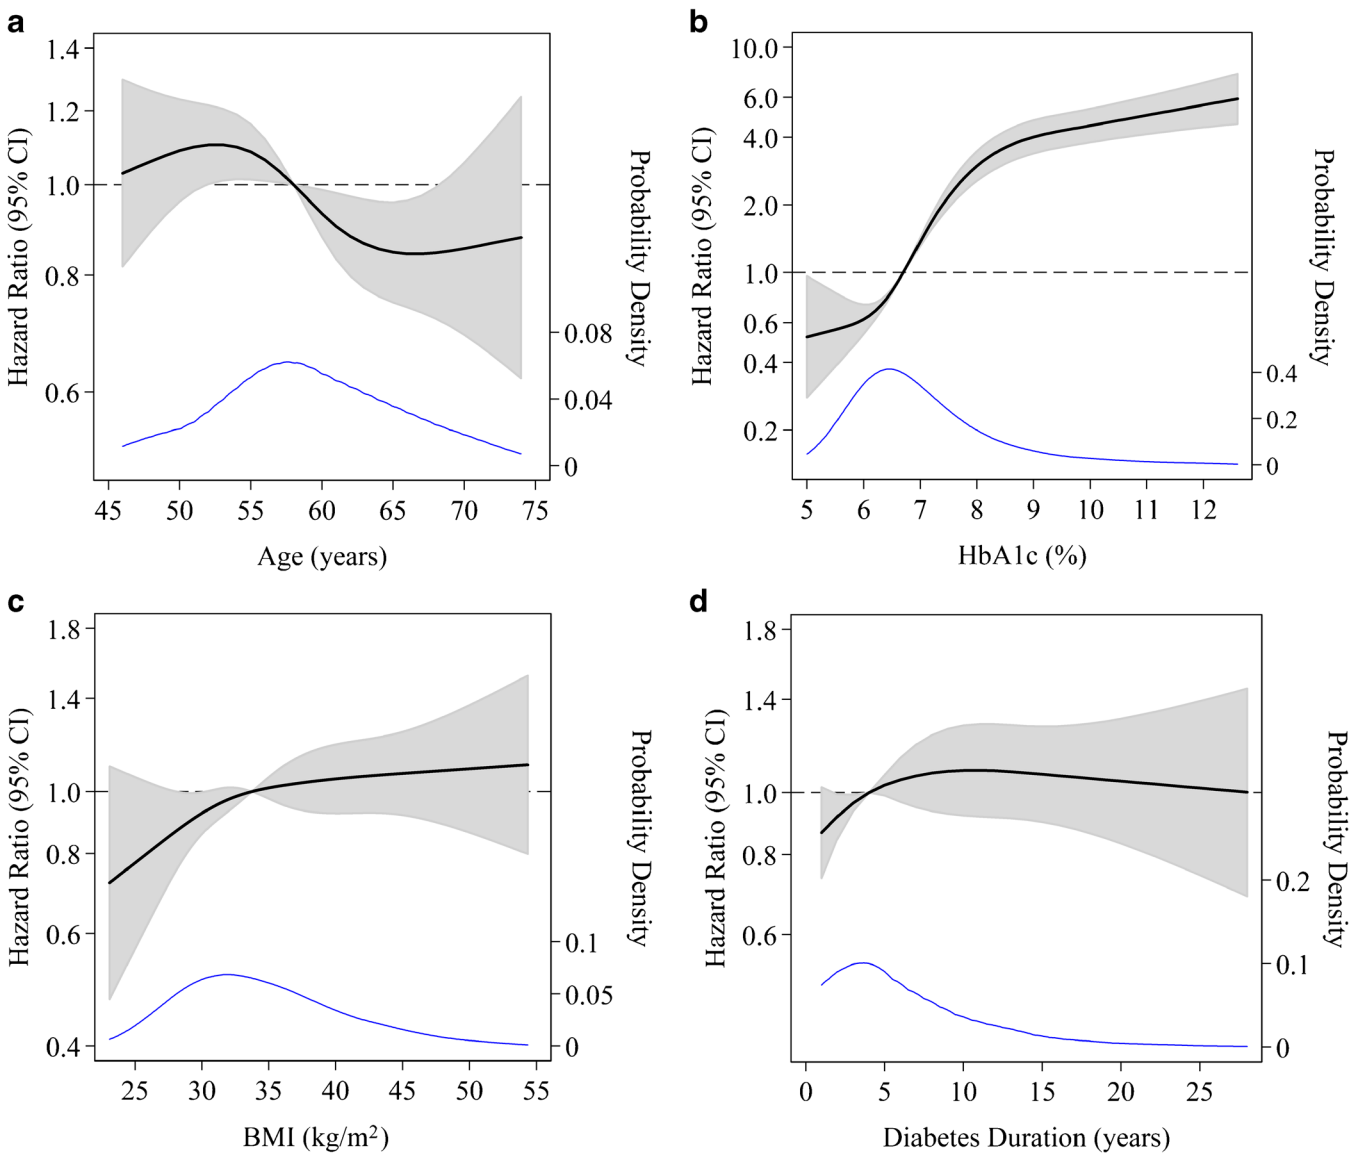 a
1.4
1.2
1.0
0.8
0.6
Hazard Ratio (95% CI)
0.08
0.04
0
Probability Density
45 50 55 60 65 70 75
Age (years)
b
10.0
6.0
4.0
2.0
1.0
0.6
0.4
0.2
Hazard Ratio (95% CI)
0.4
0.2
0
Probability Density
5 6 7 8 9 10 11 12
HbA1c (%)
c
1.8
1.4
1.0
0.8
0.6
0.4
Hazard Ratio (95% CI)
0.1
0.05
0
Probability Density
25 30 35 40 45 50 55
BMI (kg/m²)
d
1.8
1.4
1.0
0.8
0.6
Hazard Ratio (95% CI)
0.2
0.1
0
Probability Density
0 5 10 15 20 25
Diabetes Duration (years)